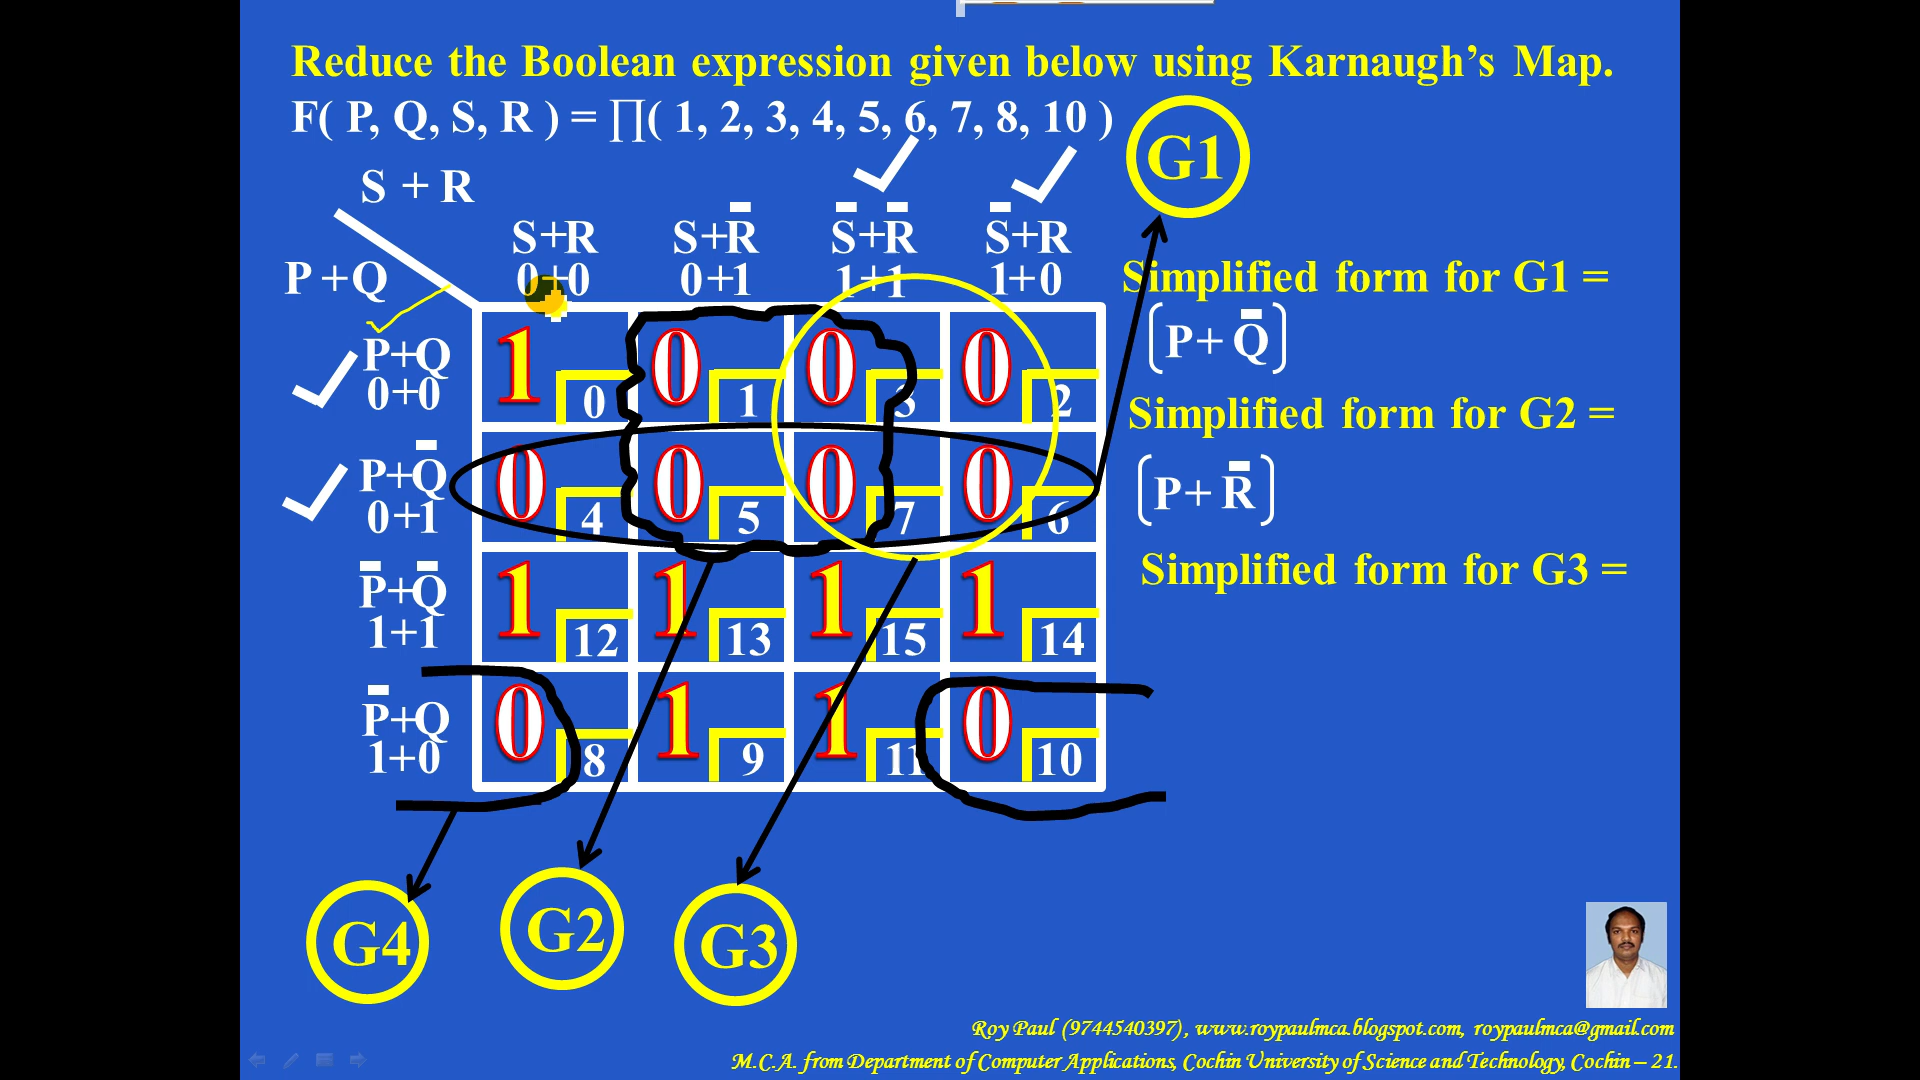 Reduce the Boolean expression given below using Karnaugh's Map.
F( P, Q, S, R ) = ∏( 1, 2, 3, 4, 5, 6, 7, 8, 10 )
G1
S + R
S+R S+R̅ S̅+R̅ S̅+R
P+Q
0+0 0+1 1+1 1+0
Simplified form for G1 =
(P+Q̅)
P+Q
0+0
1 0 0 0
0 1 3 2
Simplified form for G2 =
(P+R̅)
P+Q̅
0+1
0 0 0 0
4 5 7 6
Simplified form for G3 =
P̅+Q̅
1+1
1 1 1 1
12 13 15 14
P̅+Q
1+0
0 1 1 0
8 9 11 10
G4 G2 G3
Roy Paul (9744540397), www.roypaulmca.blogspot.com, roypaulmca@gmail.com
M.C.A. from Department of Computer Applications, Cochin University of Science and Technology, Cochin – 21.